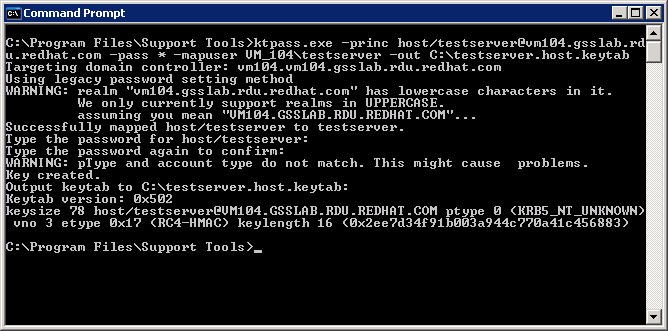 Command Prompt
C:\Program Files\Support Tools>ktpass.exe -princ host/testserver@vm104.gsslab.rd
u.redhat.com -pass * -mapuser VM_104\testserver -out C:\testserver.host.keytab
Targeting domain controller: vm104.vm104.gsslab.rdu.redhat.com
Using legacy password setting method
WARNING: realm "vm104.gsslab.rdu.redhat.com" has lowercase characters in it.
We only currently support realms in UPPERCASE.
assuming you mean "VM104.GSSLAB.RDU.REDHAT.COM"...
Successfully mapped host/testserver to testserver.
Type the password for host/testserver:
Type the password again to confirm:
WARNING: pType and account type do not match. This might cause  problems.
Key created.
Output keytab to C:\testserver.host.keytab:
Keytab version: 0x502
keysize 78 host/testserver@VM104.GSSLAB.RDU.REDHAT.COM ptype 0 (KRB5_NT_UNKNOWN)
vno 3 etype 0x17 (RC4-HMAC) keylength 16 (0x2ee7d34f91b003a944c770a41c456883)
C:\Program Files\Support Tools>_